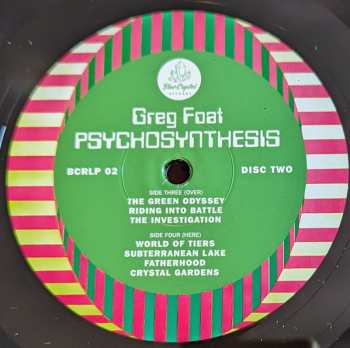 Blue Crystal
RECORDS
Greg Foat
PSYCHOSYNTHESIS
BCRLP 02
DISC TWO
SIDE THREE (OVER)
THE GREEN ODYSSEY
RIDING INTO BATTLE
THE INVESTIGATION
SIDE FOUR (HERE)
WORLD OF TIERS
SUBTERRANEAN LAKE
FATHERHOOD
CRYSTAL GARDENS